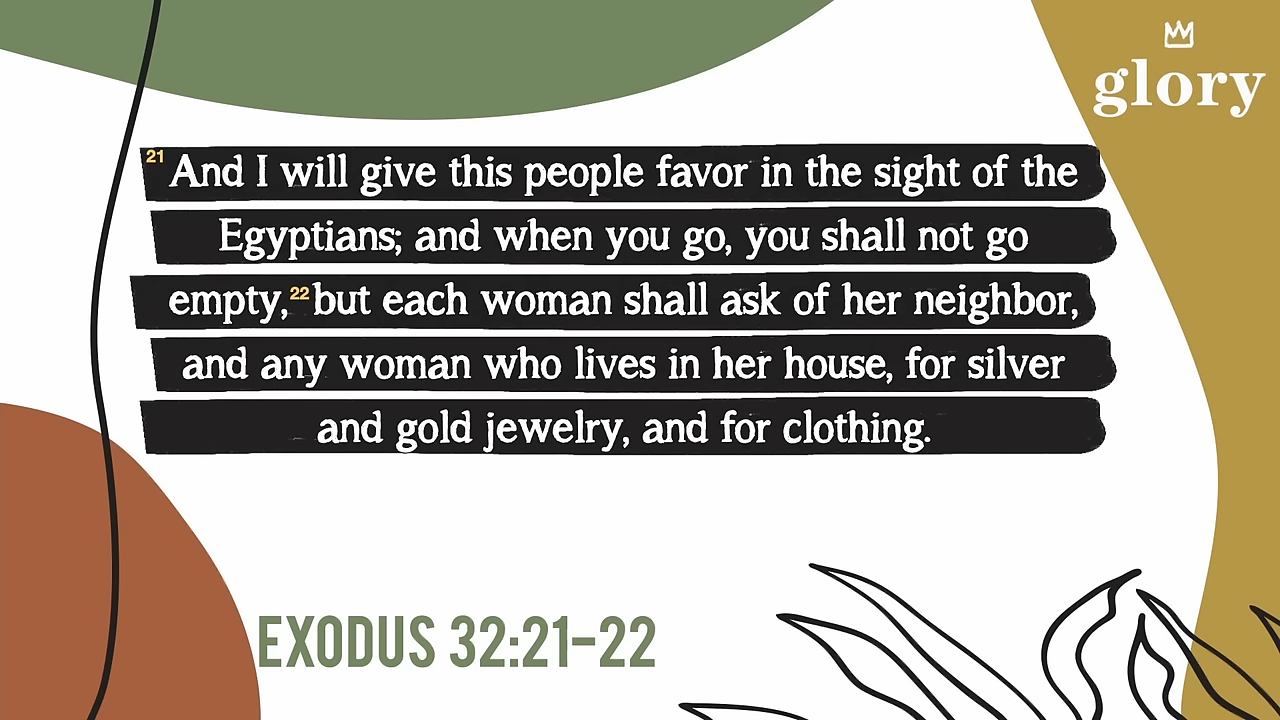 glory
21 And I will give this people favor in the sight of the
Egyptians; and when you go, you shall not go
empty, 22 but each woman shall ask of her neighbor,
and any woman who lives in her house, for silver
and gold jewelry, and for clothing.
EXODUS 32:21-22